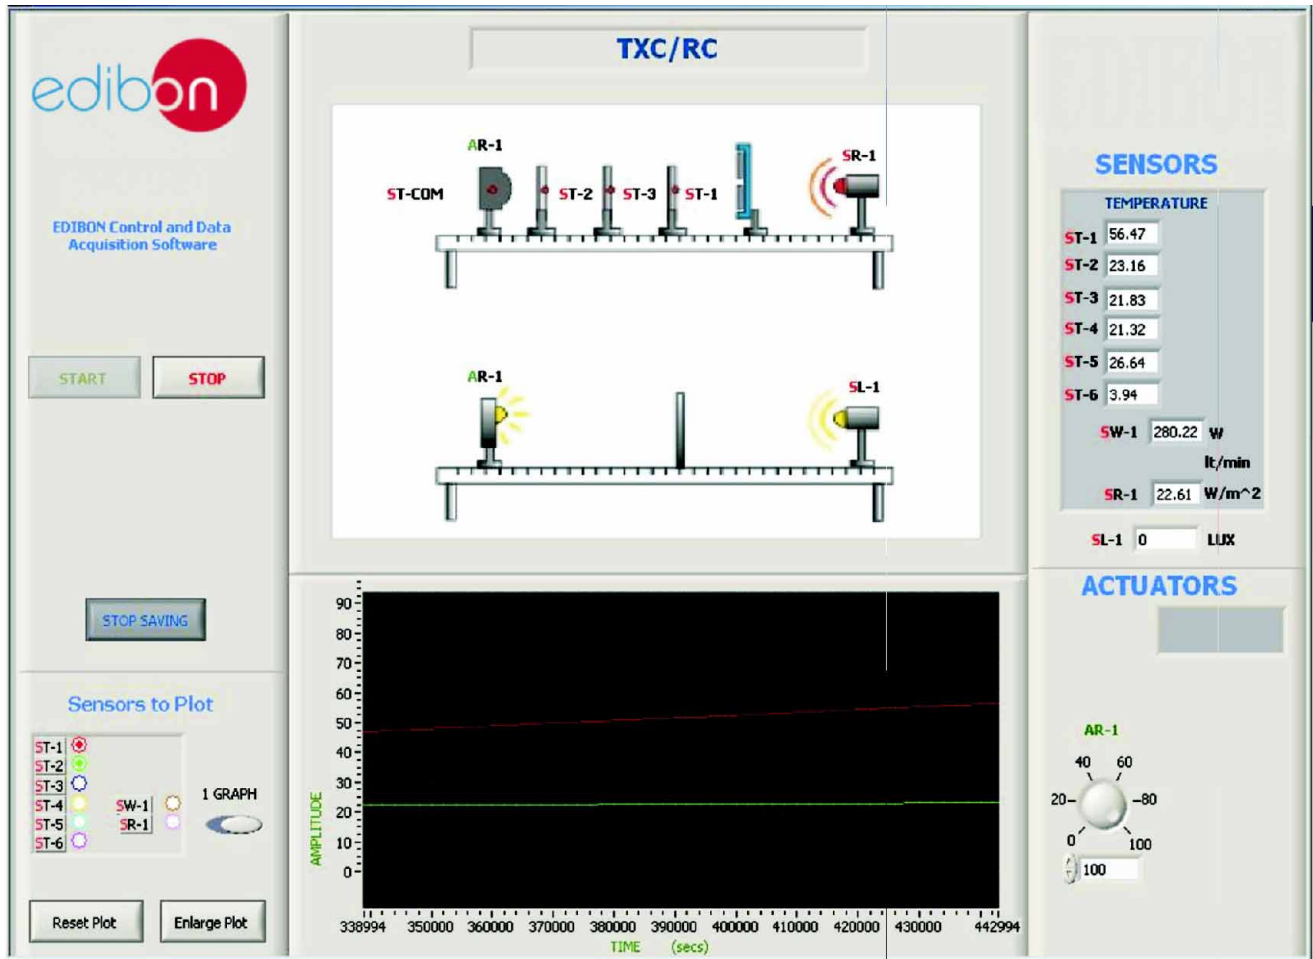 TXC/RC
edibon
EDIBON Control and Data
Acquisition Software
START
STOP
STOP SAVING
AR-1
SR-1
ST-COM
ST-2
ST-3
ST-1
AR-1
SL-1
SENSORS
TEMPERATURE
ST-1 56.47
ST-2 23.16
ST-3 21.83
ST-4 21.32
ST-5 26.64
ST-6 3.94
SW-1 280.22 W
lt/min
SR-1 22.61 W/m^2
SL-1 0 LUX
ACTUATORS
AR-1
40 60
20 80
0 100
100
Sensors to Plot
ST-1
ST-2
ST-3
ST-4 SW-1
ST-5 SR-1
ST-6
1 GRAPH
Reset Plot
Enlarge Plot
90
80
70
60
50
40
30
20
10
0
AMPLITUDE
338994 350000 360000 370000 380000 390000 400000 410000 420000 430000 442994
TIME (secs)